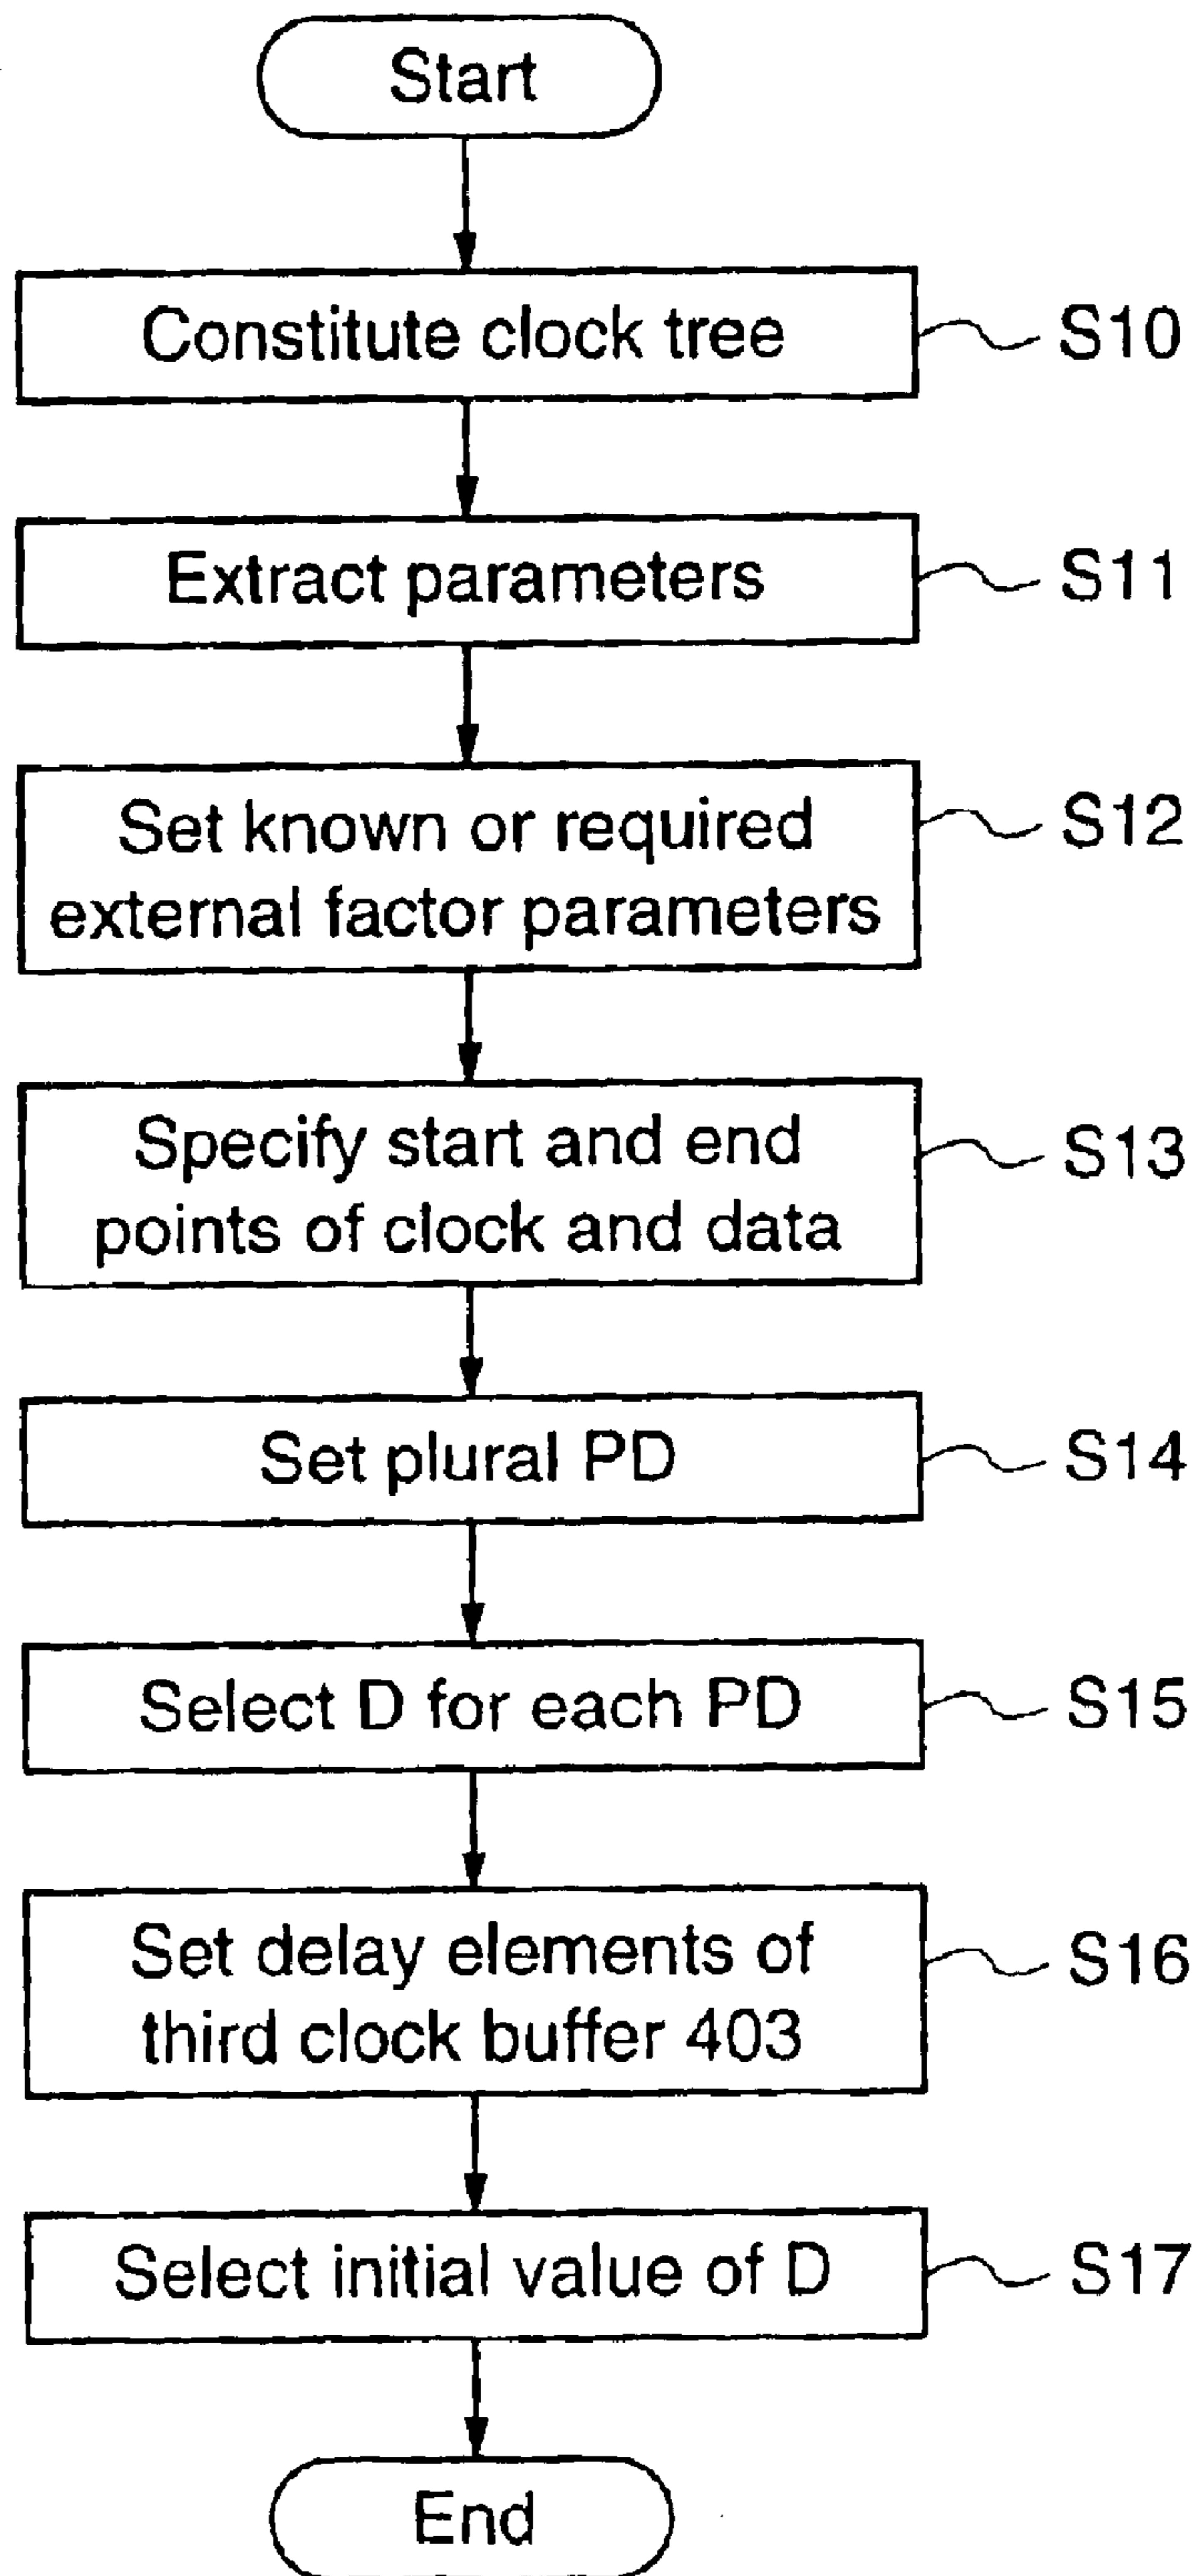 Start
Constitute clock tree
S10
Extract parameters
S11
Set known or required
external factor parameters
S12
Specify start and end
points of clock and data
S13
Set plural PD
S14
Select D for each PD
S15
Set delay elements of
third clock buffer 403
S16
Select initial value of D
S17
End